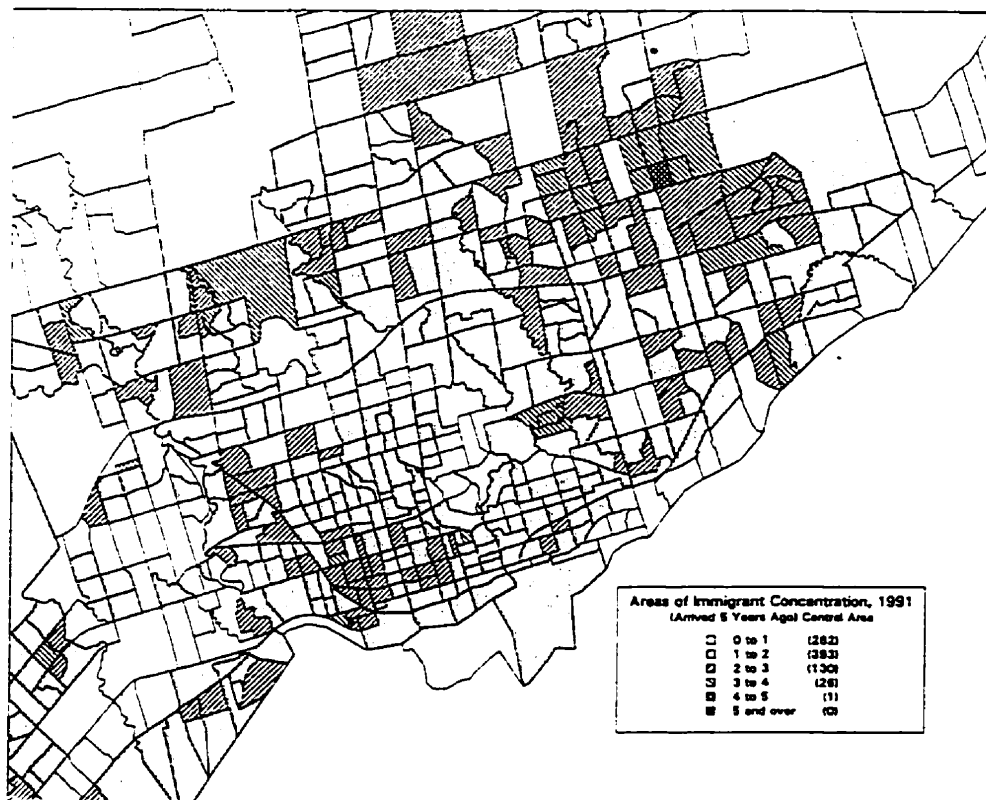 Areas of Immigrant Concentration, 1991
(Arrived 5 Years Ago) Central Area
0 to 1 (262)
1 to 2 (393)
2 to 3 (130)
3 to 4 (26)
4 to 5 (1)
5 and over (0)